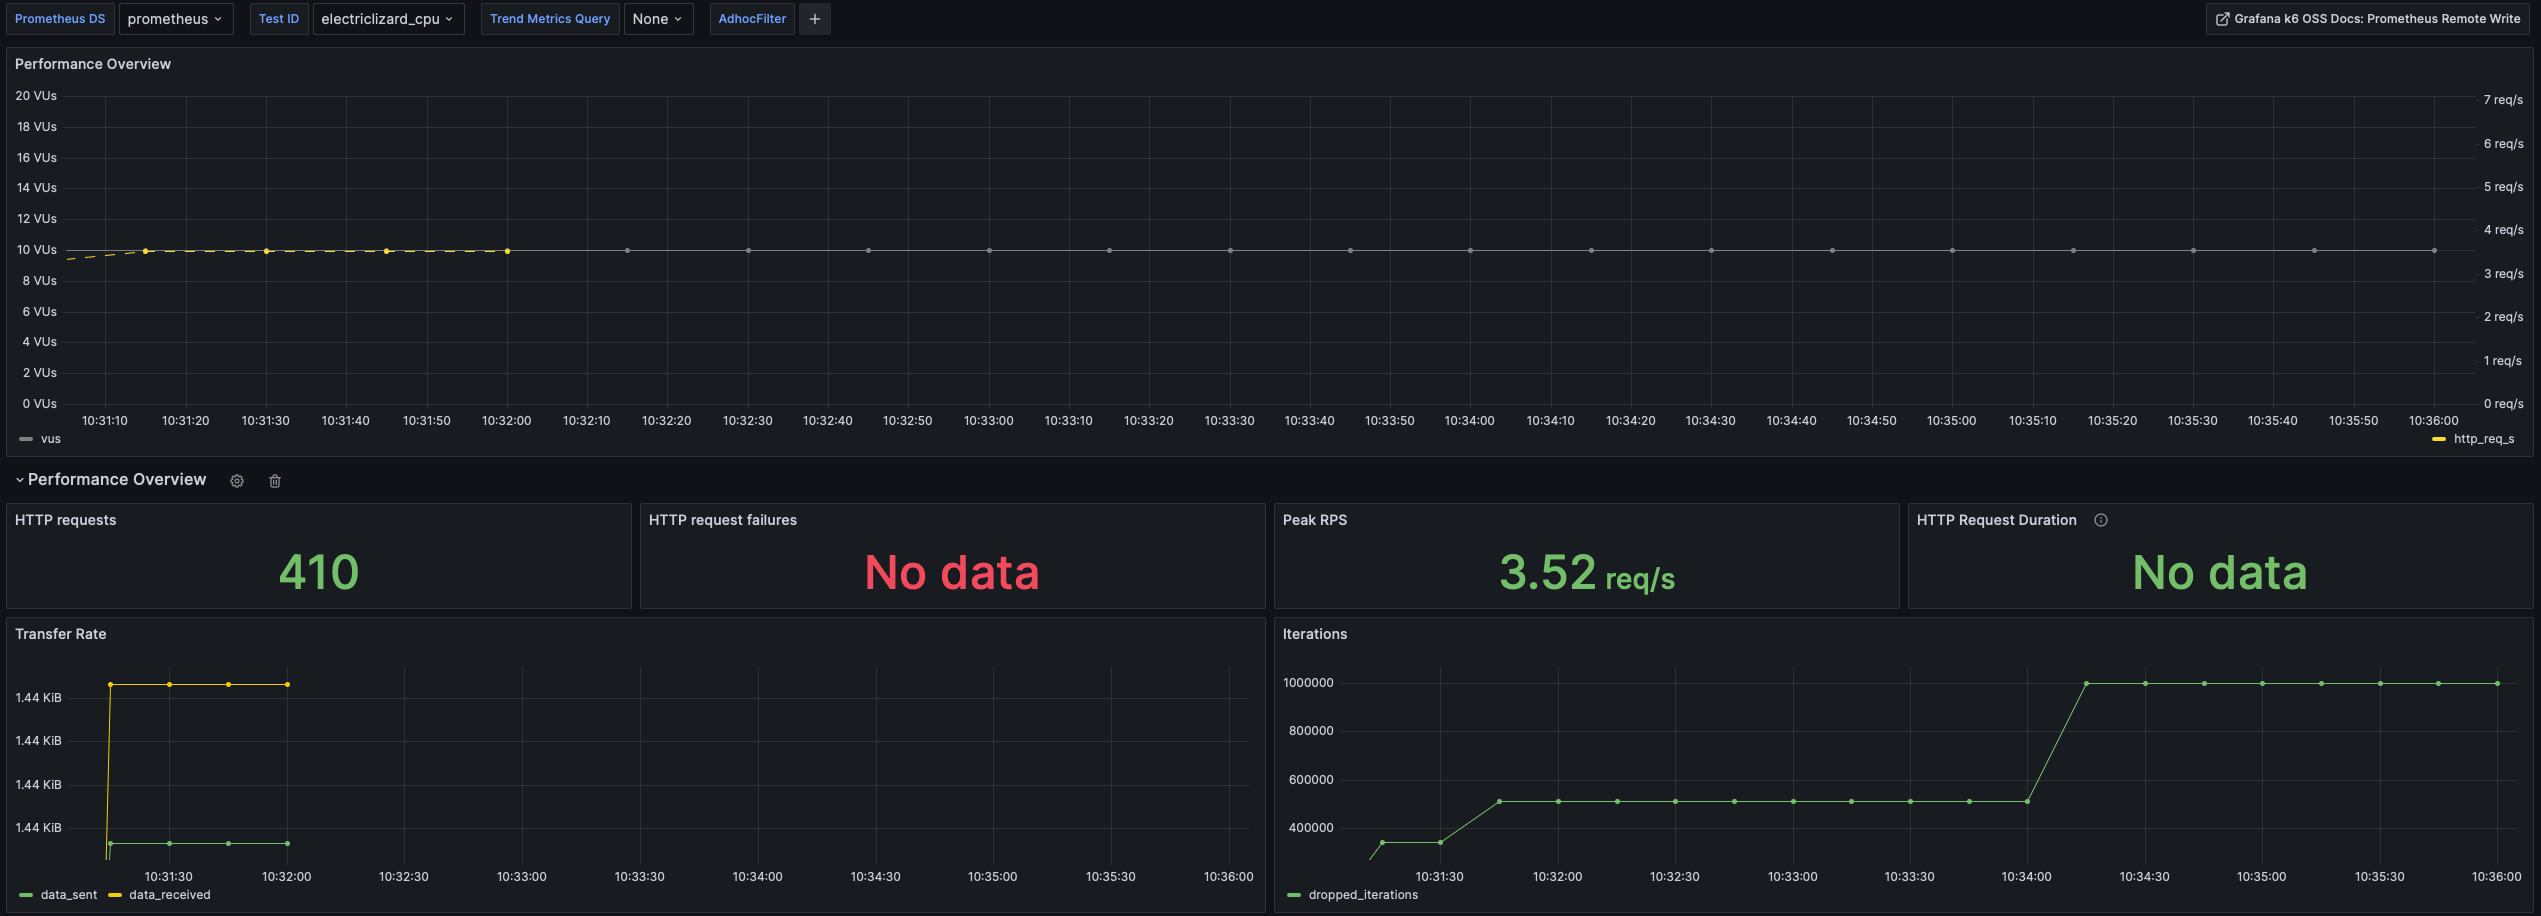 Prometheus DS prometheus Test ID electriclizard_cpu Trend Metrics Query None AdhocFilter + Grafana k6 OSS Docs: Prometheus Remote Write
Performance Overview
20 VUs
18 VUs
16 VUs
14 VUs
12 VUs
10 VUs
8 VUs
6 VUs
4 VUs
2 VUs
0 VUs
7 req/s
6 req/s
5 req/s
4 req/s
3 req/s
2 req/s
1 req/s
0 req/s
10:31:10 10:31:20 10:31:30 10:31:40 10:31:50 10:32:00 10:32:10 10:32:20 10:32:30 10:32:40 10:32:50 10:33:00 10:33:10 10:33:20 10:33:30 10:33:40 10:33:50 10:34:00 10:34:10 10:34:20 10:34:30 10:34:40 10:34:50 10:35:00 10:35:10 10:35:20 10:35:30 10:35:40 10:35:50 10:36:00
vus http_req_s
Performance Overview
HTTP requests
410
HTTP request failures
No data
Peak RPS
3.52 req/s
HTTP Request Duration
No data
Transfer Rate
1.44 KiB
1.44 KiB
1.44 KiB
1.44 KiB
10:31:30 10:32:00 10:32:30 10:33:00 10:33:30 10:34:00 10:34:30 10:35:00 10:35:30 10:36:00
data_sent data_received
Iterations
1000000
800000
600000
400000
10:31:30 10:32:00 10:32:30 10:33:00 10:33:30 10:34:00 10:34:30 10:35:00 10:35:30 10:36:00
dropped_iterations